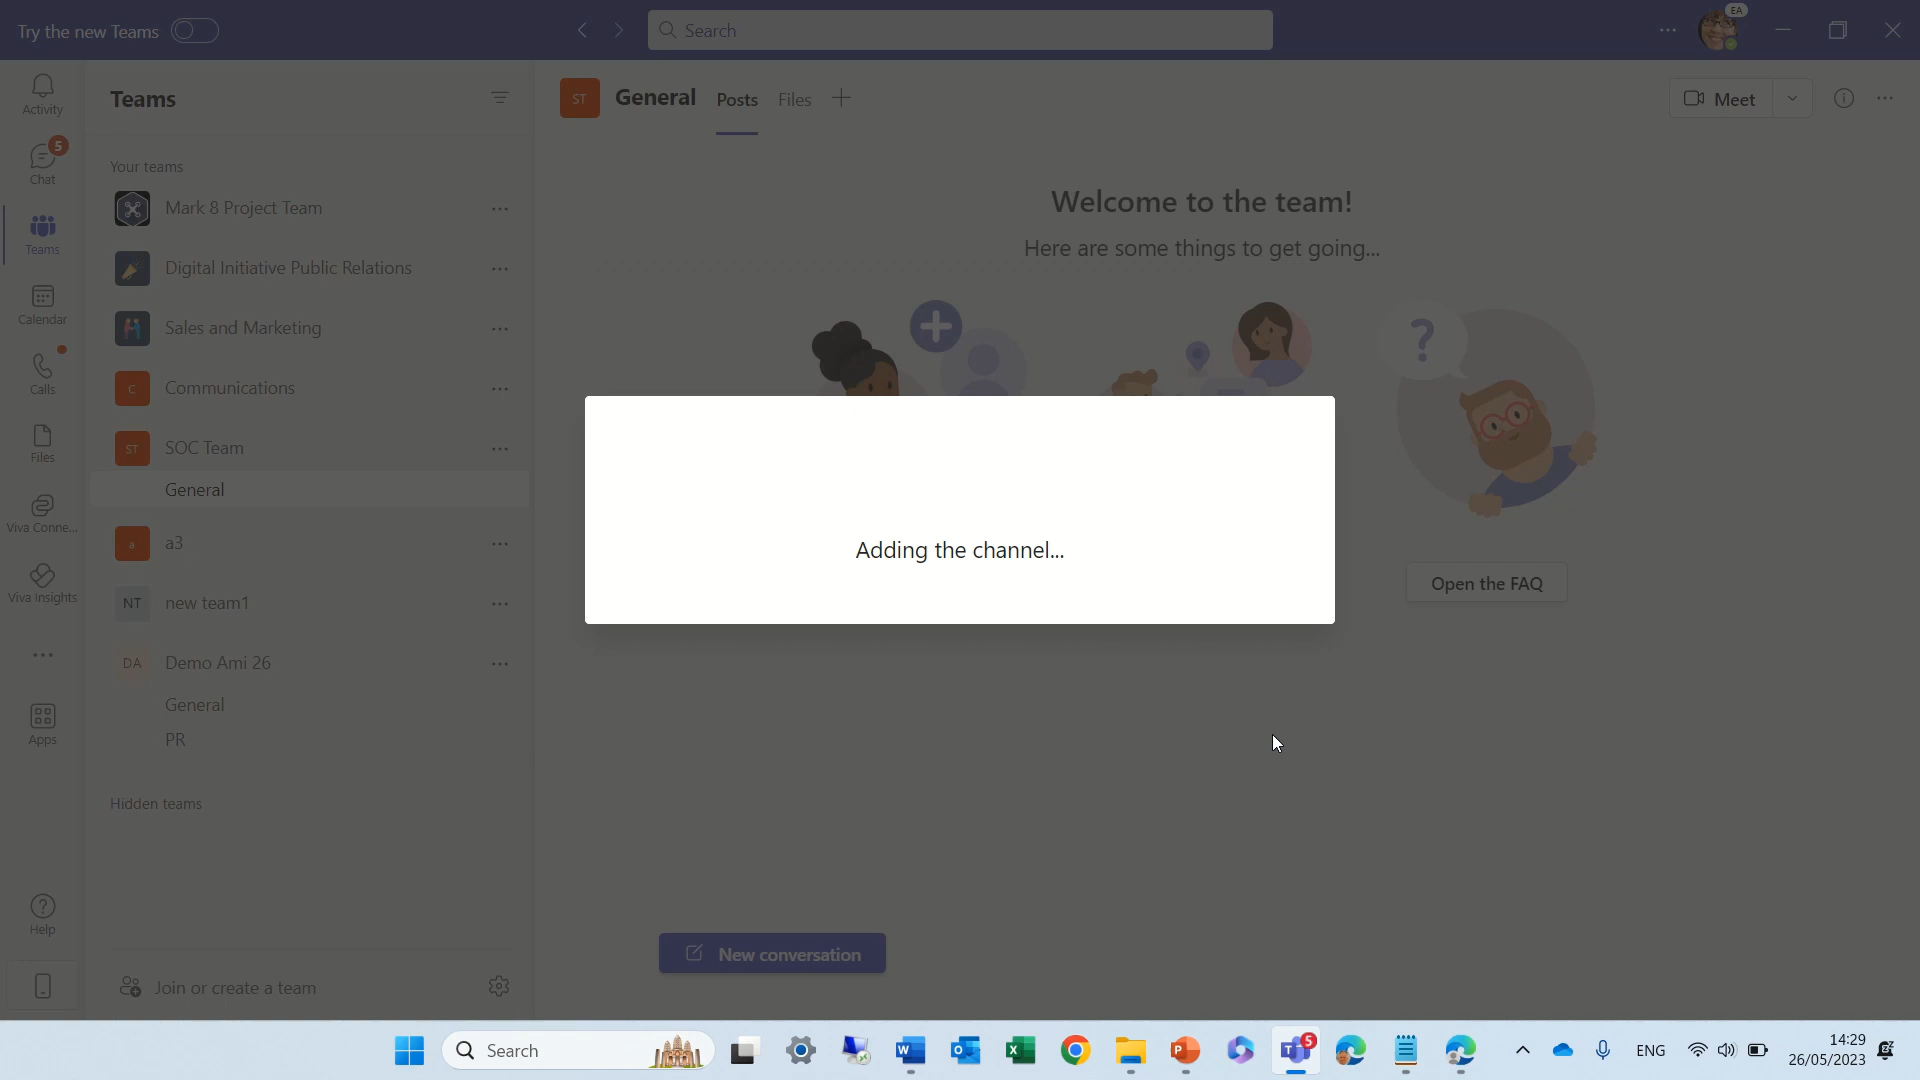 Try the new Teams
Search
EA
Activity
Chat
5
Teams
Calendar
Calls
Files
Viva Conne...
Viva Insights
Apps
Help
Teams
Your teams
Mark 8 Project Team
Digital Initiative Public Relations
Sales and Marketing
C Communications
ST SOC Team
General
a a3
NT new team1
DA Demo Ami 26
General
PR
Hidden teams
Join or create a team
ST General Posts Files
Meet
Welcome to the team!
Here are some things to get going...
?
Adding the channel...
Open the FAQ
New conversation
Search
5
ENG
14:29
26/05/2023